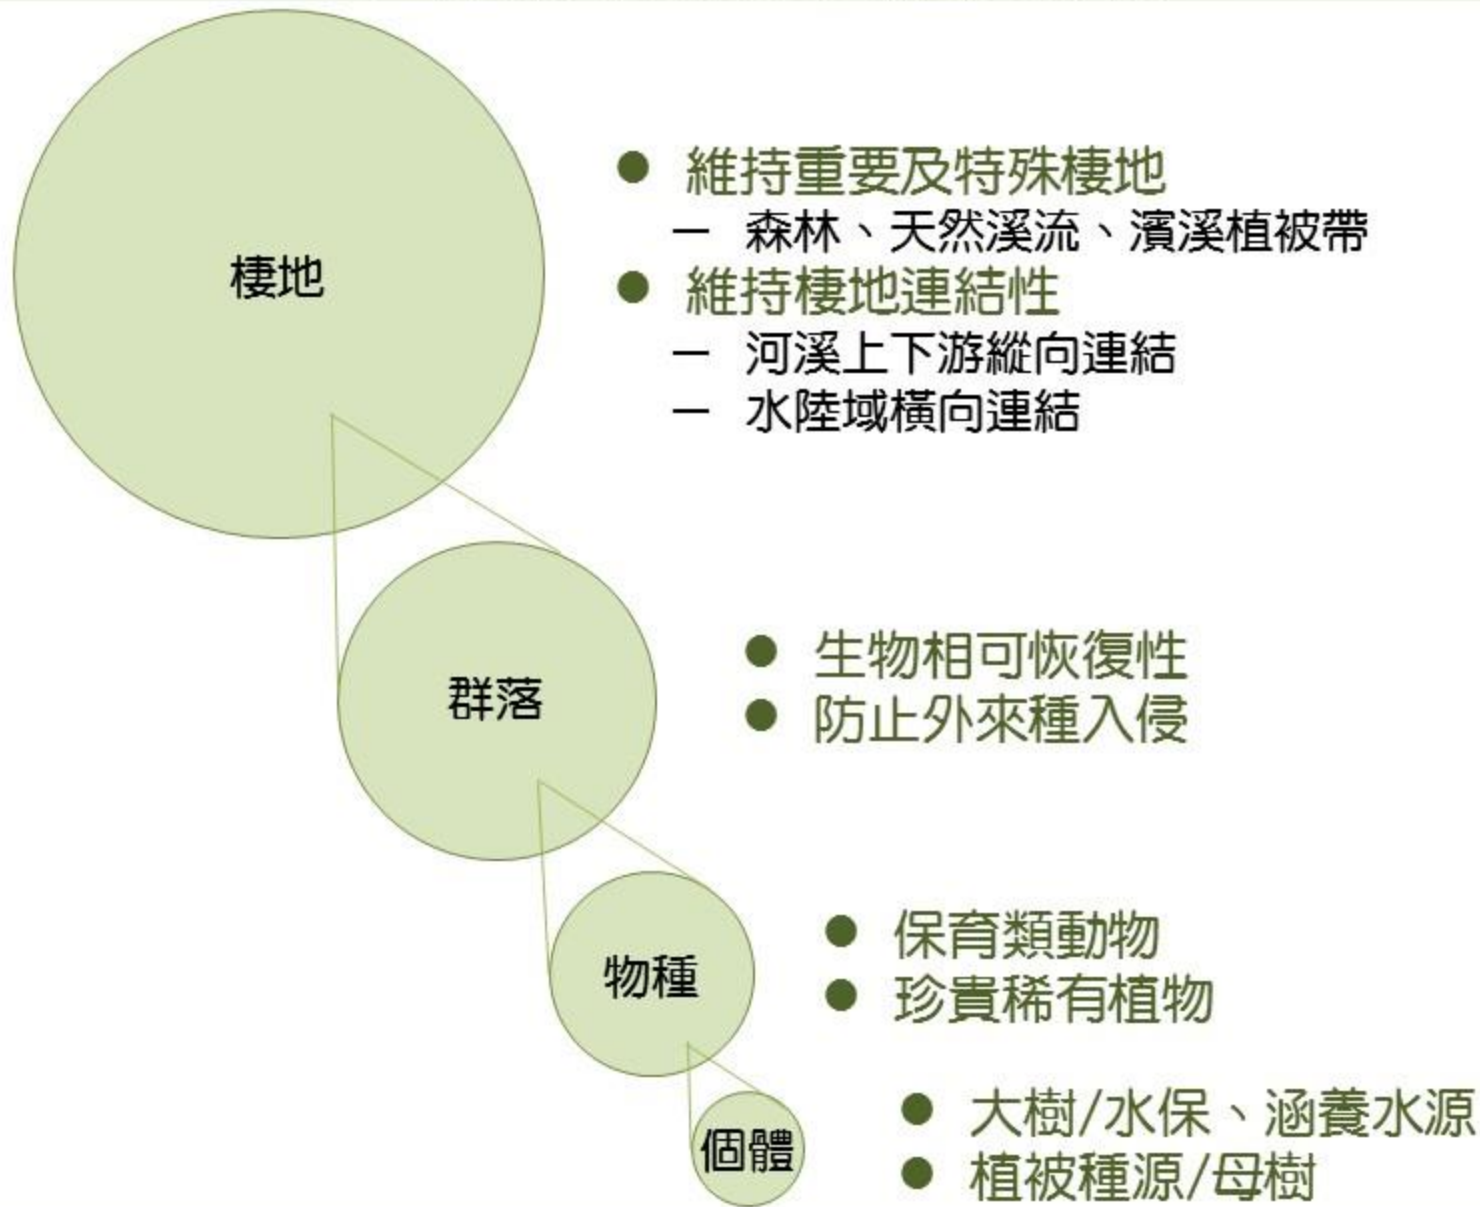 棲地
● 維持重要及特殊棲地
－ 森林、天然溪流、濱溪植被帶
● 維持棲地連結性
－ 河溪上下游縱向連結
－ 水陸域橫向連結
群落
● 生物相可恢復性
● 防止外來種入侵
物種
● 保育類動物
● 珍貴稀有植物
個體
● 大樹/水保、涵養水源
● 植被種源/母樹